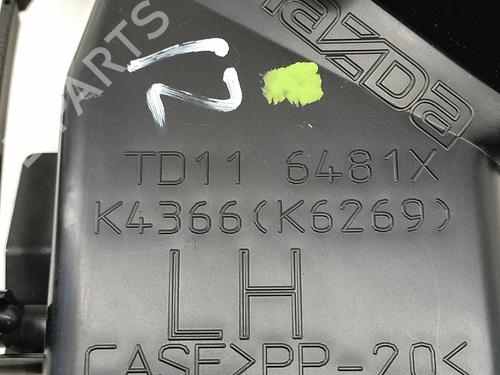 mazDa
TD11 6481X
K4366(K6269)
LH
CASE>PP-20<